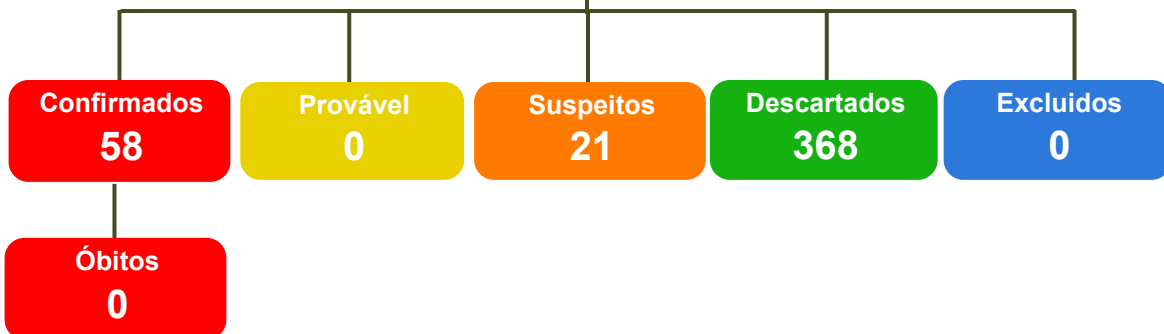 Confirmados
58
Provável
0
Suspeitos
21
Descartados
368
Excluidos
0
Óbitos
0